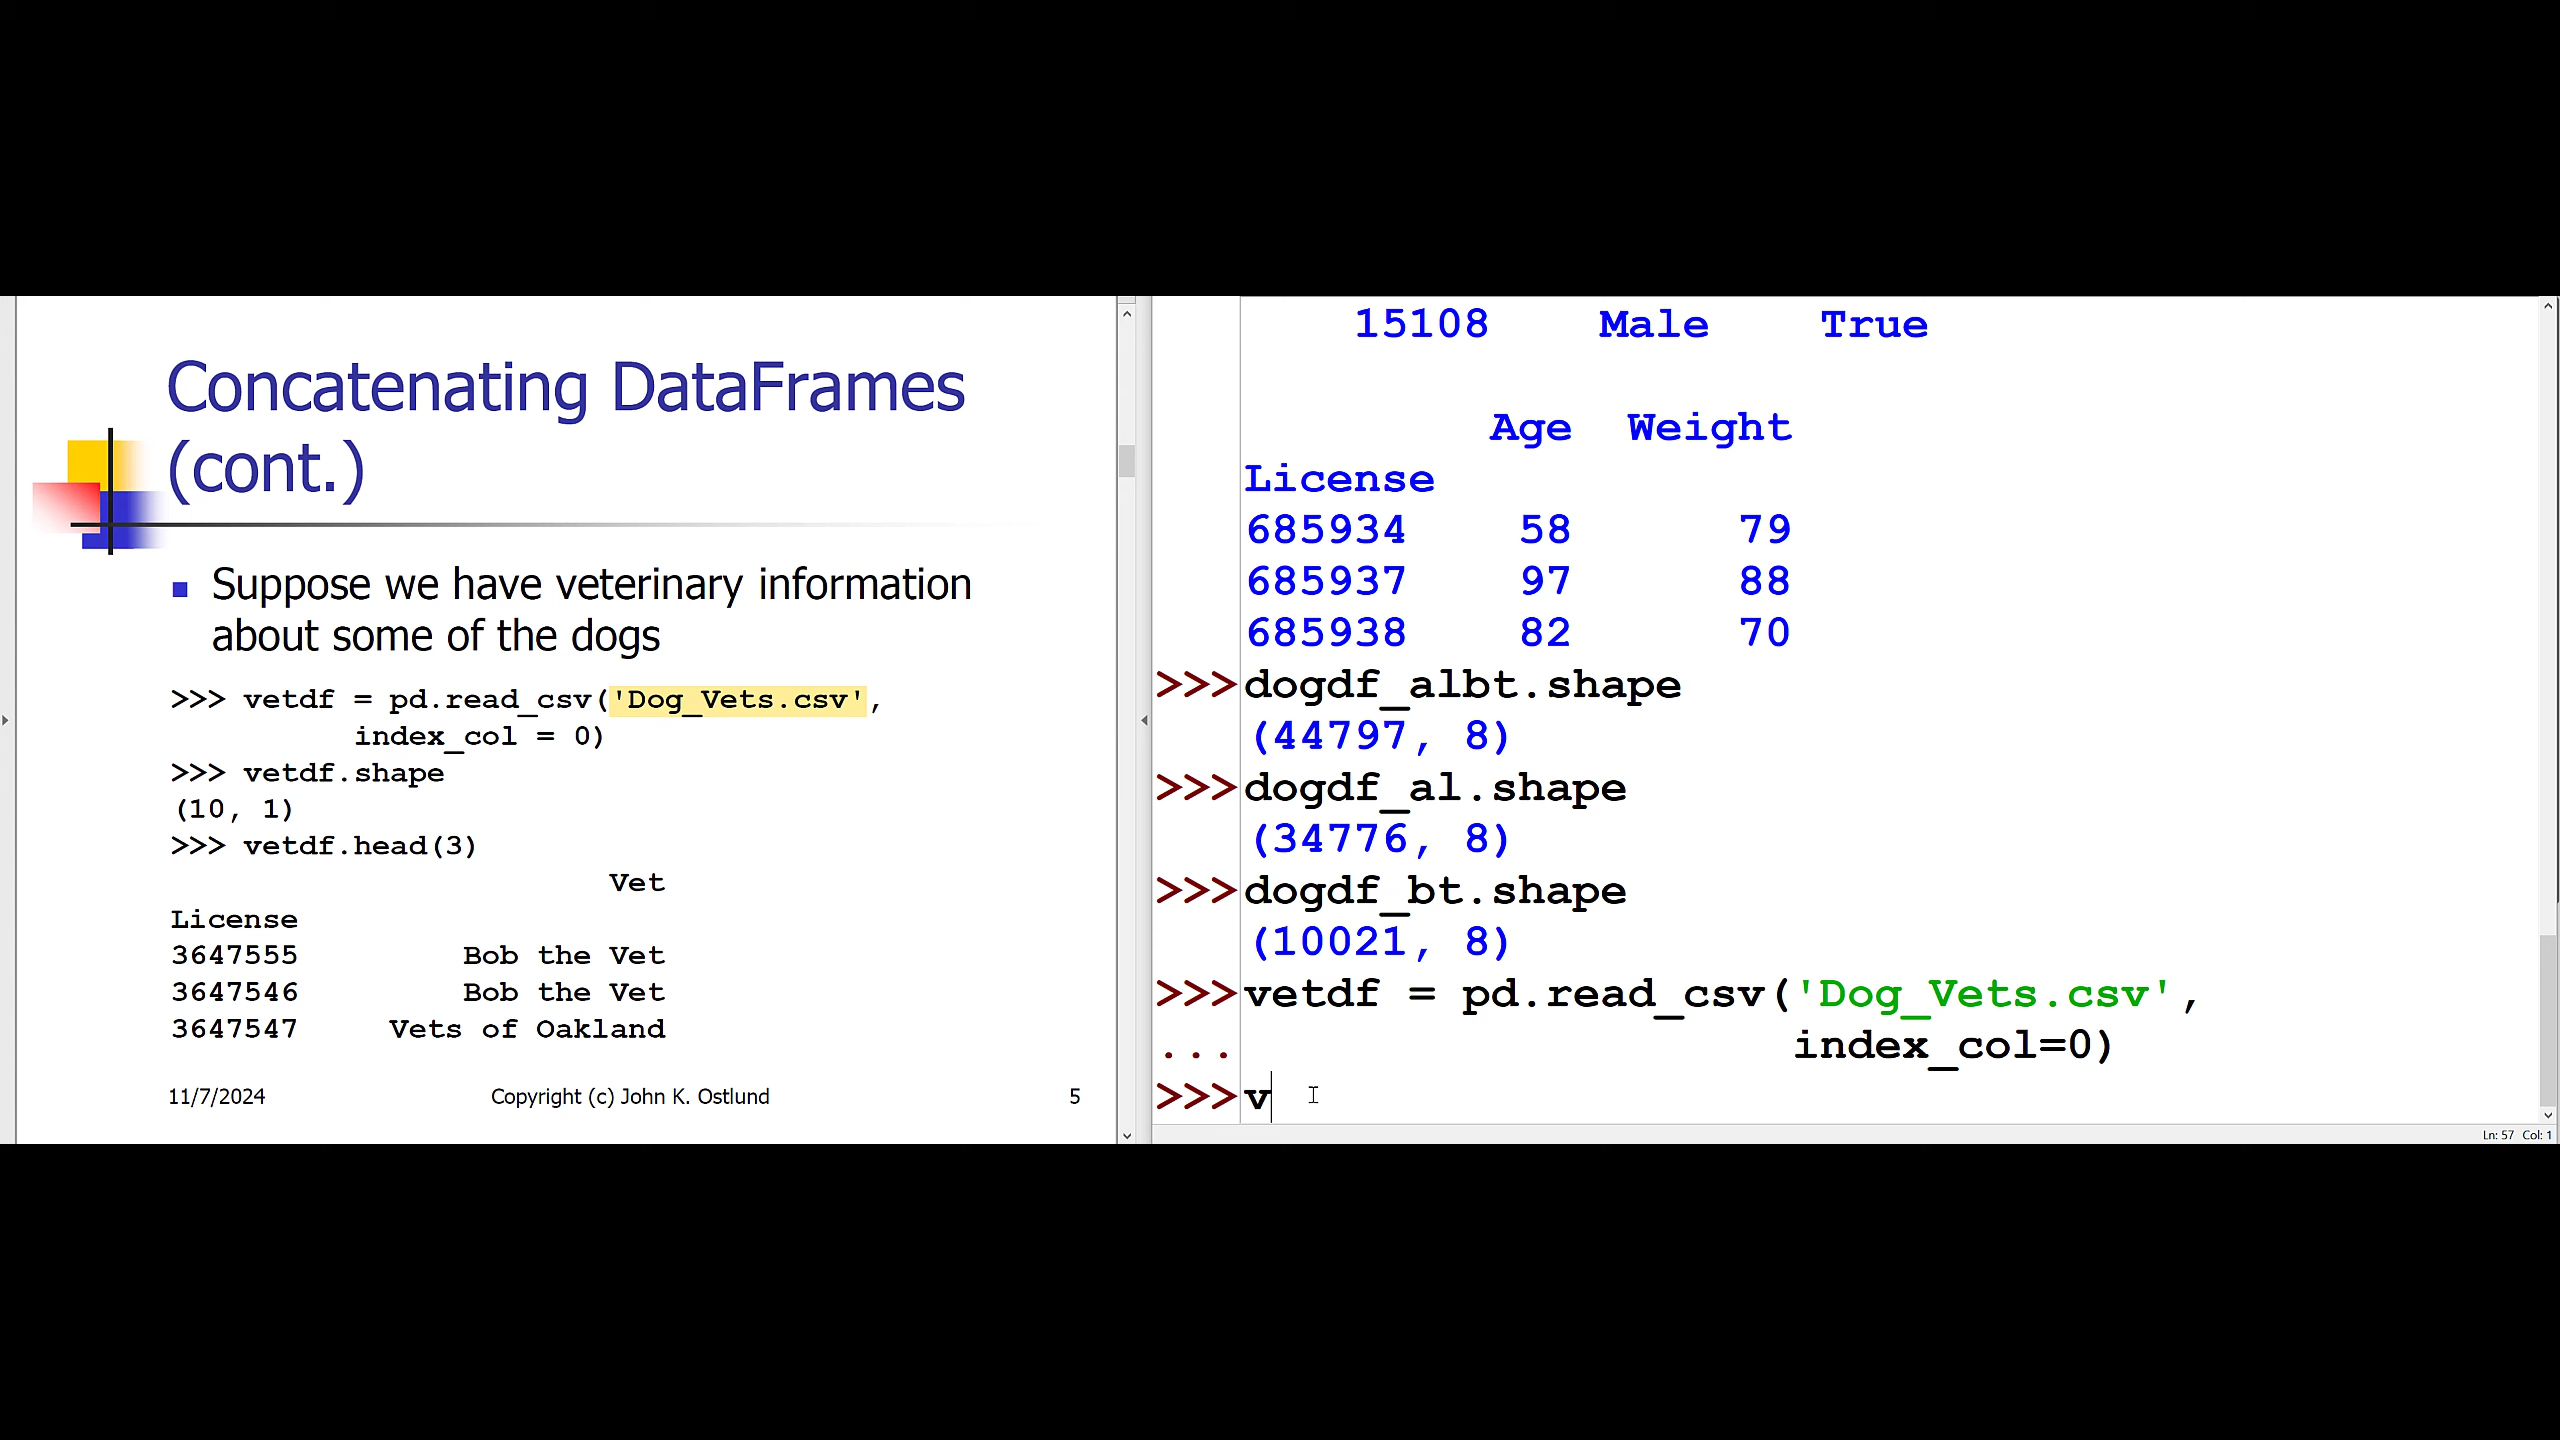 Concatenating DataFrames
(cont.)
Suppose we have veterinary information
about some of the dogs
>>> vetdf = pd.read_csv('Dog_Vets.csv',
index_col = 0)
>>> vetdf.shape
(10, 1)
>>> vetdf.head(3)
Vet
License
3647555 Bob the Vet
3647546 Bob the Vet
3647547 Vets of Oakland
11/7/2024 Copyright (c) John K. Ostlund 5
15108 Male True
Age Weight
License
685934 58 79
685937 97 88
685938 82 70
>>> dogdf_albt.shape
(44797, 8)
>>> dogdf_al.shape
(34776, 8)
>>> dogdf_bt.shape
(10021, 8)
>>> vetdf = pd.read_csv('Dog_Vets.csv',
... index_col=0)
>>> v
Ln: 57 Col: 1